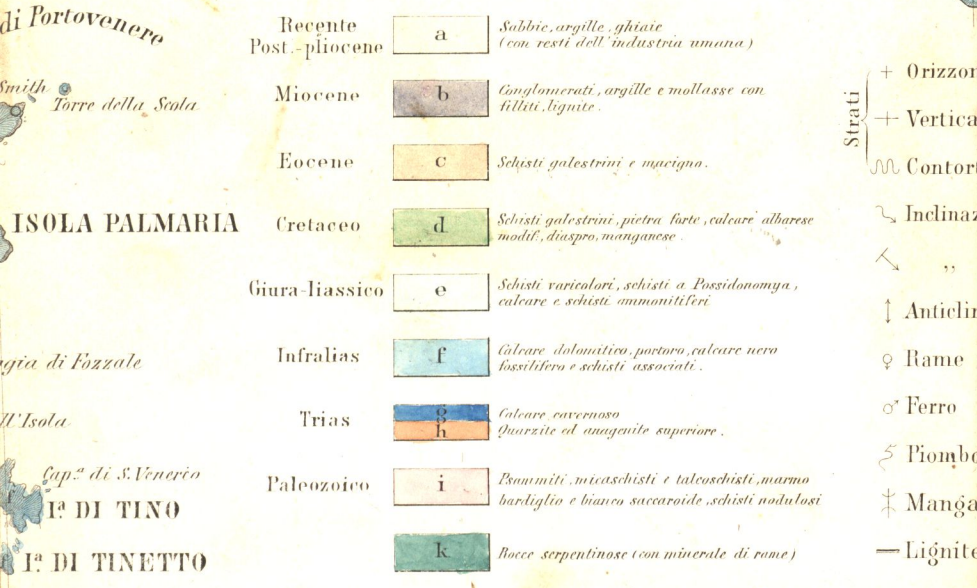 di Portovenere
Smith
Torre della Scola
ISOLA PALMARIA
di Fozzale
Isola
Cap.ª di S. Venerio
Iª DI TINO
Iª DI TINETTO
Recente
Post.-pliocene
a
Sabbie, argille, ghiaie
(con resti dell'industria umana)
Miocene
b
Conglomerati, argille e mollasse con
filliti, lignite.
Eocene
c
Schisti galestrini e macigno.
Cretaceo
d
Schisti galestrini, pietra forte, calcare albarese
modif., diaspro, manganese.
Giura-liassico
e
Schisti varicolori, schisti a Possidonomya,
calcare e schisti ammonitiferi
Infralias
f
Calcare dolomitico, portoro, calcare nero
fossilifero e schisti associati.
Trias
g
h
Calcare cavernoso
Quarzite ed anagenite superiore.
Paleozoico
i
Psammiti, micaschisti e talcoschisti, marmo
bardiglio e bianco saccaroide, schisti nodulosi
k
Rocce serpentinose (con minerale di rame)
Strati
Orizzon
Vertica
Contort
Inclinaz
„
Anticlin
Rame
Ferro
Piombo
Manga
Lignite